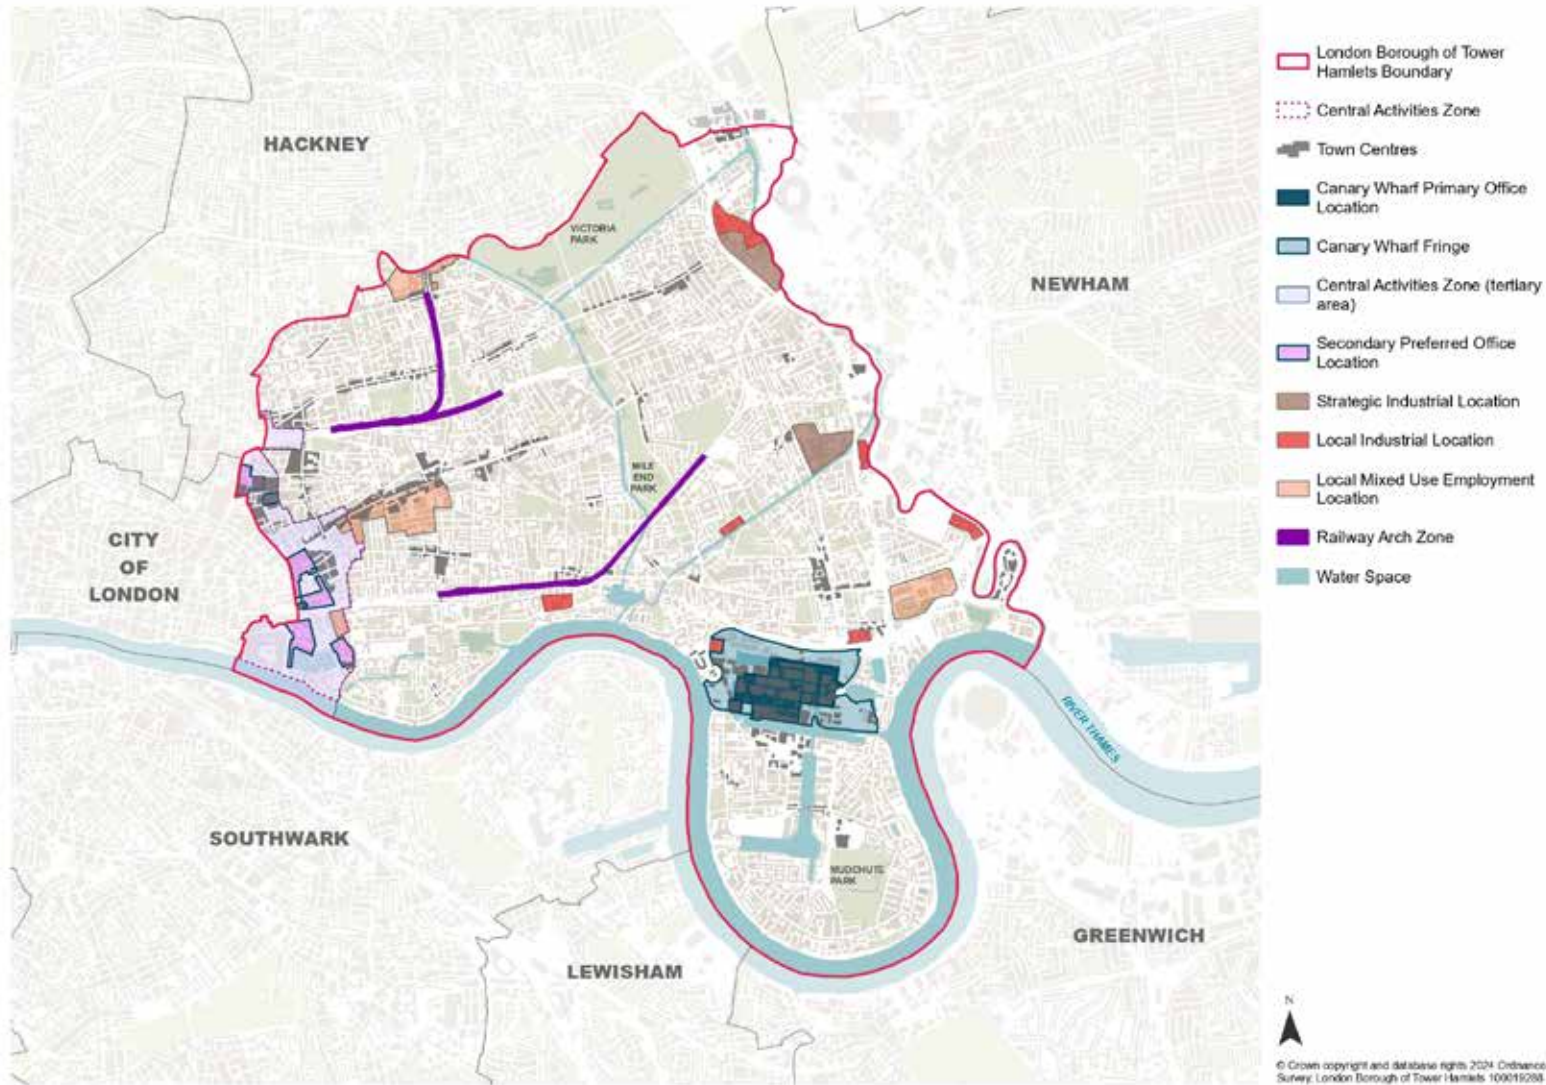 HACKNEY
VICTORIA
PARK
NEWHAM
MILE
END
PARK
CITY
OF
LONDON
RIVER THAMES
SOUTHWARK
MUDCHUTE
PARK
GREENWICH
LEWISHAM
London Borough of Tower
Hamlets Boundary
Central Activities Zone
Town Centres
Canary Wharf Primary Office
Location
Canary Wharf Fringe
Central Activities Zone (tertiary
area)
Secondary Preferred Office
Location
Strategic Industrial Location
Local Industrial Location
Local Mixed Use Employment
Location
Railway Arch Zone
Water Space
N
© Crown copyright and database rights 2024 Ordnance
Survey, London Borough of Tower Hamlets 100019288